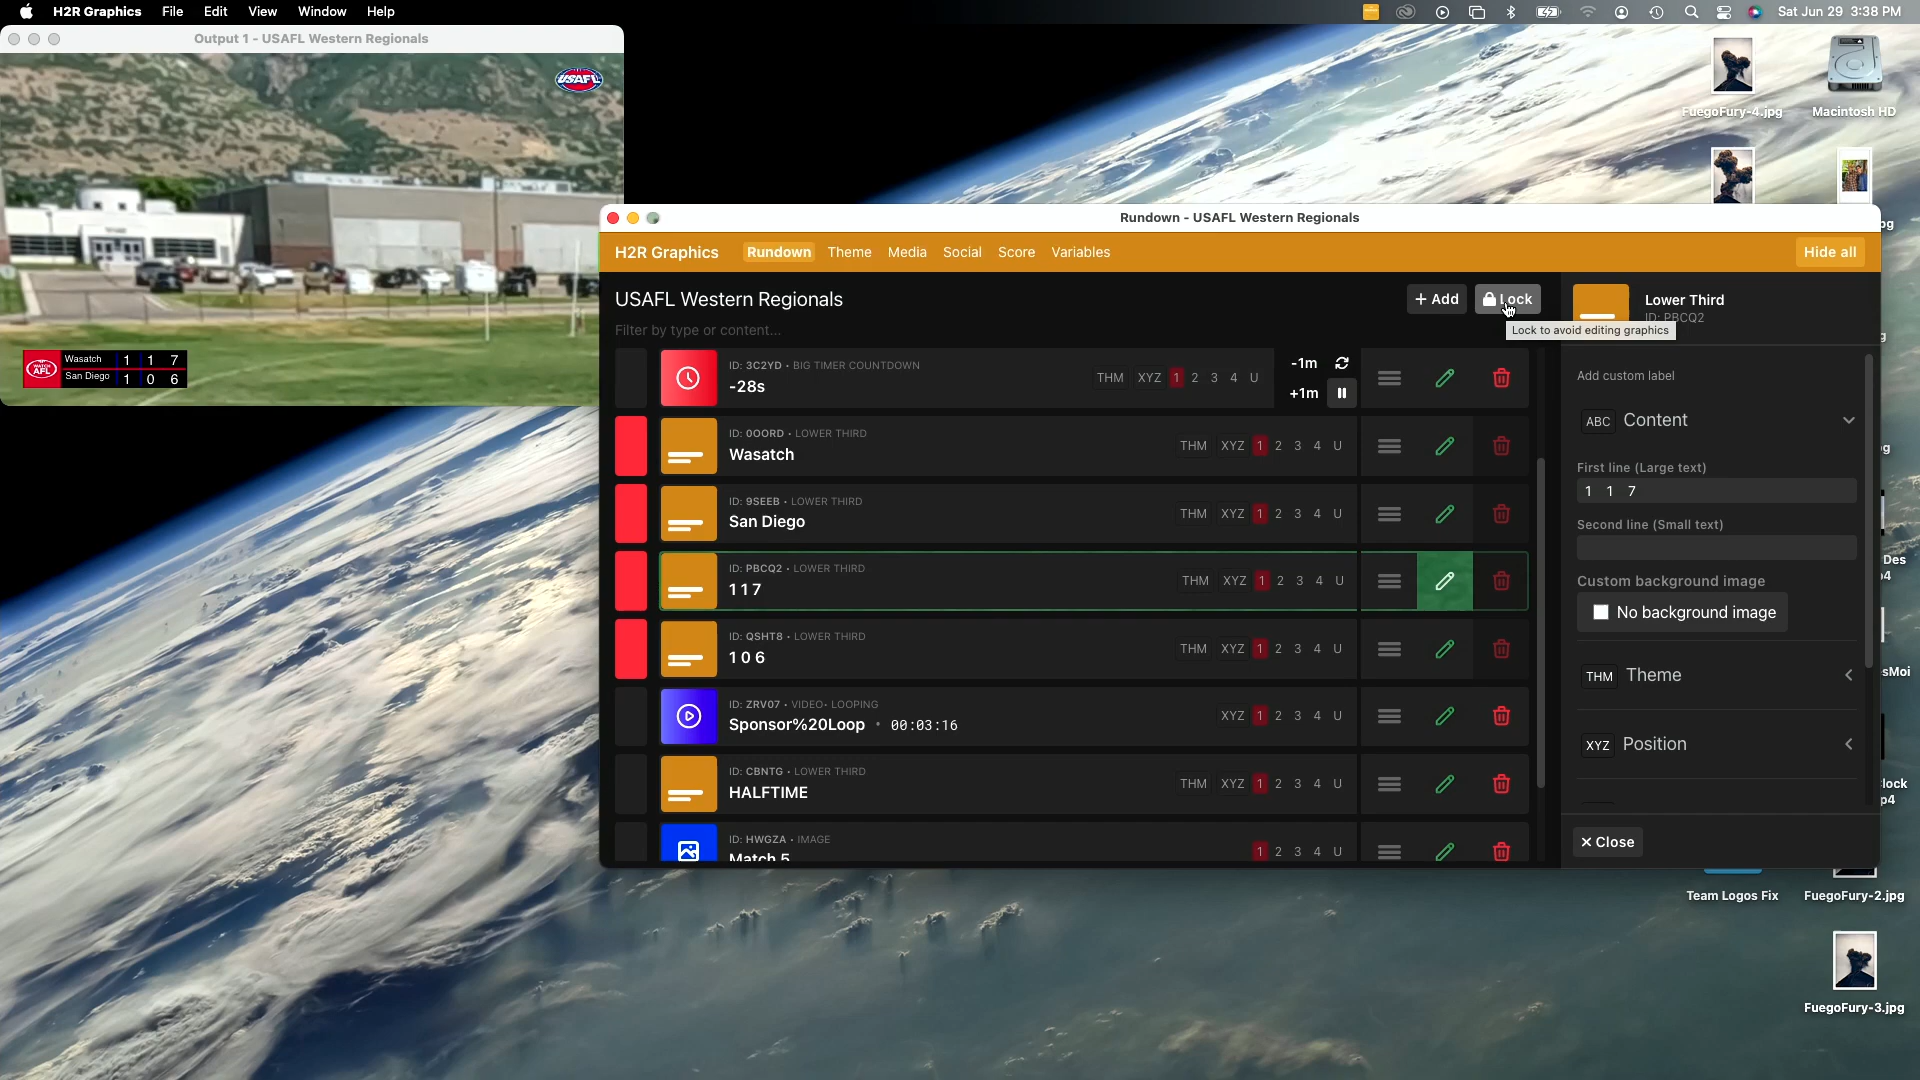 H2R Graphics File Edit View Window Help
Sat Jun 29 3:38 PM
Output 1 - USAFL Western Regionals
USAFL
WATCH AFL
Wasatch 1 1 7
San Diego 1 0 6
FuegoFury-4.jpg
Macintosh HD
Rundown - USAFL Western Regionals
H2R Graphics Rundown Theme Media Social Score Variables Hide all
USAFL Western Regionals
+ Add
Lock
Filter by type or content...
Lock to avoid editing graphics
ID: 3C2YD • BIG TIMER COUNTDOWN
-28s
THM XYZ 1 2 3 4 U
-1m
+1m
ID: 0OORD • LOWER THIRD
Wasatch
THM XYZ 1 2 3 4 U
ID: 9SEEB • LOWER THIRD
San Diego
THM XYZ 1 2 3 4 U
ID: PBCQ2 • LOWER THIRD
1 1 7
THM XYZ 1 2 3 4 U
ID: QSHT8 • LOWER THIRD
1 0 6
THM XYZ 1 2 3 4 U
ID: ZRV07 • VIDEO• LOOPING
Sponsor%20Loop • 00:03:16
XYZ 1 2 3 4 U
ID: CBNTG • LOWER THIRD
HALFTIME
THM XYZ 1 2 3 4 U
ID: HWGZA • IMAGE
Match 5
1 2 3 4 U
Lower Third
ID: PBCQ2
Add custom label
ABC Content
First line (Large text)
1 1 7
Second line (Small text)
Custom background image
No background image
THM Theme
XYZ Position
× Close
Team Logos Fix
FuegoFury-2.jpg
FuegoFury-3.jpg